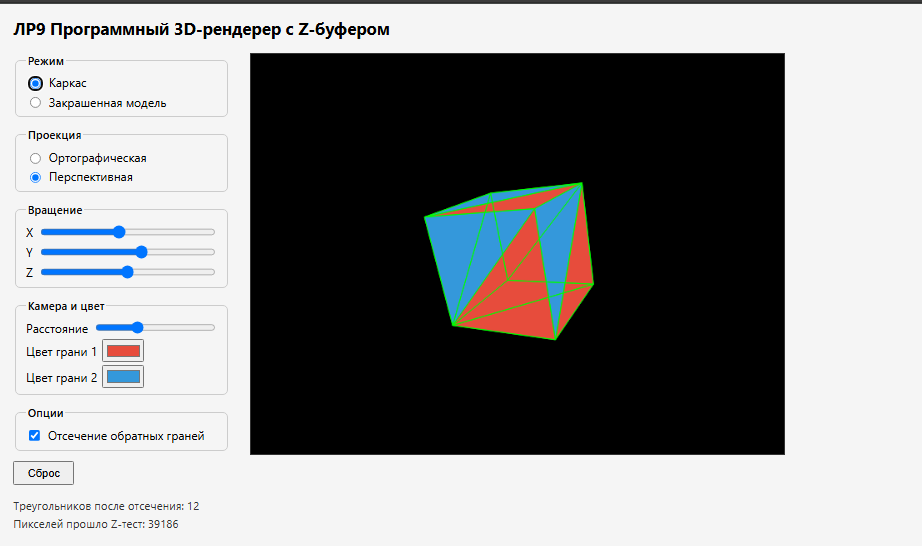 ЛР9 Программный 3D-рендерер с Z-буфером
Режим
Каркас
Закрашенная модель
Проекция
Ортографическая
Перспективная
Вращение
X
Y
Z
Камера и цвет
Расстояние
Цвет грани 1
Цвет грани 2
Опции
Отсечение обратных граней
Сброс
Треугольников после отсечения: 12
Пикселей прошло Z-тест: 39186